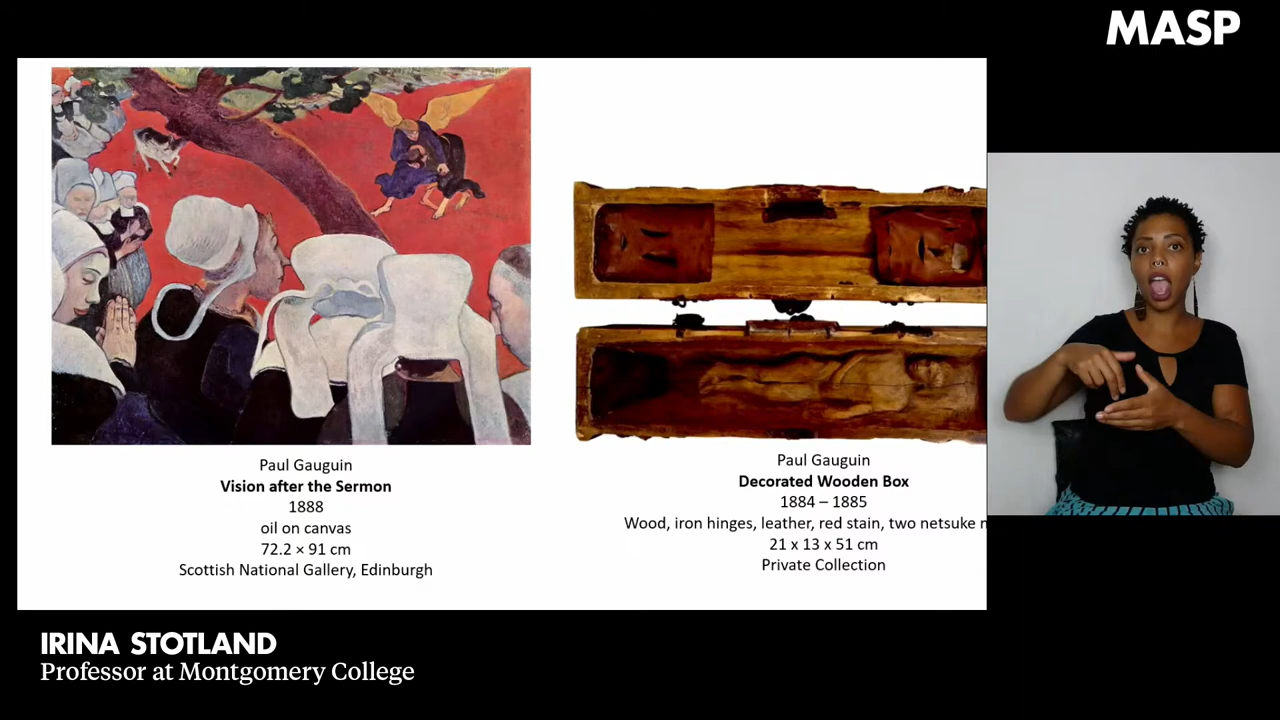 MASP
Paul Gauguin
Vision after the Sermon
1888
oil on canvas
72.2 × 91 cm
Scottish National Gallery, Edinburgh
Paul Gauguin
Decorated Wooden Box
1884 – 1885
Wood, iron hinges, leather, red stain, two netsuke
21 x 13 x 51 cm
Private Collection
IRINA STOTLAND
Professor at Montgomery College